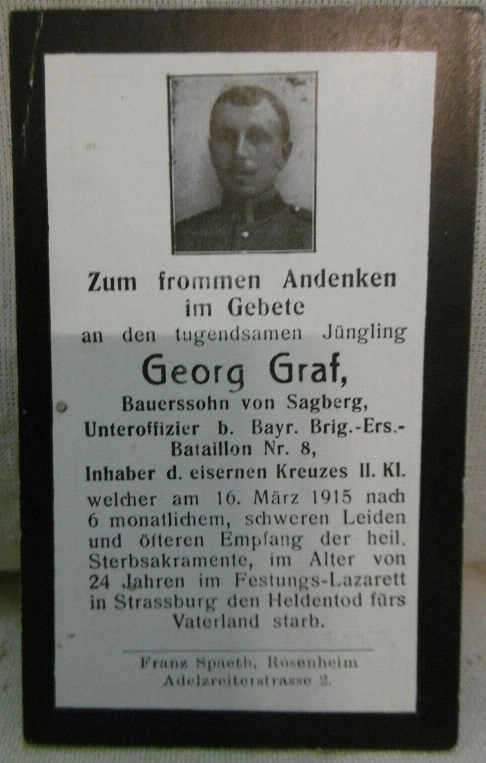 Zum frommen Andenken
im Gebete
an den tugendsamen Jüngling
Georg Graf,
Bauerssohn von Sagberg,
Unteroffizier b. Bayr. Brig.-Ers.-
Bataillon Nr. 8,
Inhaber d. eisernen Kreuzes II. Kl.
welcher am 16. März 1915 nach
6 monatlichem, schweren Leiden
und öfteren Empfang der heil.
Sterbsakramente, im Alter von
24 Jahren im Festungs-Lazarett
in Strassburg den Heldentod fürs
Vaterland starb.
Franz Spaeth, Rosenheim
Adelzreiterstrasse 2.